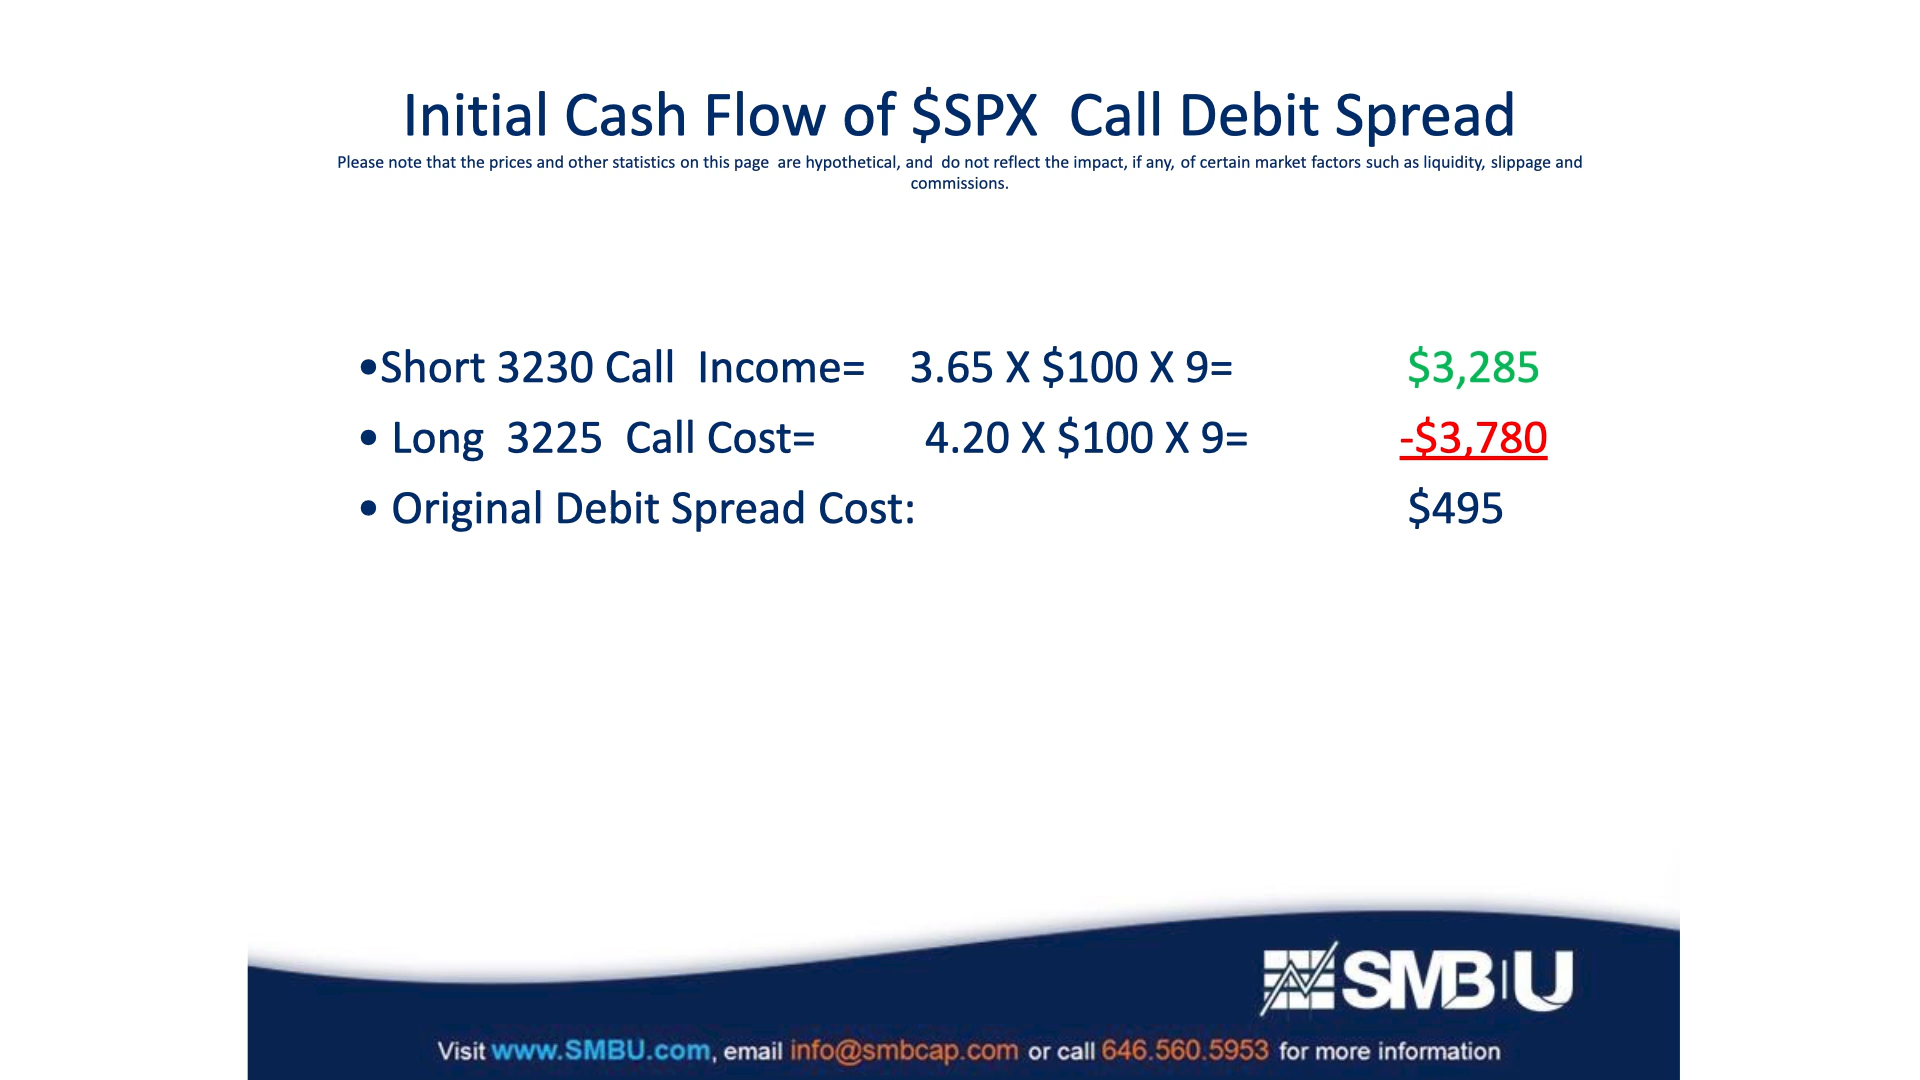 Initial Cash Flow of $SPX  Call Debit Spread
Please note that the prices and other statistics on this page  are hypothetical, and  do not reflect the impact, if any, of certain market factors such as liquidity, slippage and
commissions.
•Short 3230 Call  Income=    3.65 X $100 X 9=    $3,285
• Long  3225  Call Cost=    4.20 X $100 X 9=    -$3,780
• Original Debit Spread Cost:    $495
SMB U
Visit www.SMBU.com, email info@smbcap.com or call 646.560.5953 for more information